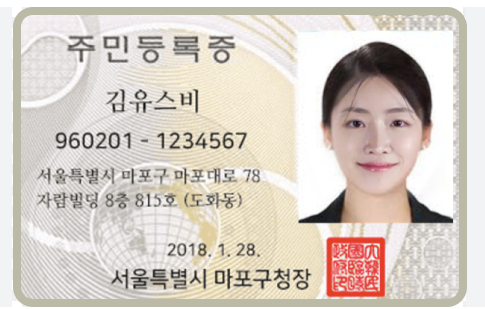 주민등록증
김유스비
960201 - 1234567
서울특별시 마포구 마포대로 78
자람빌딩 8층 815호 (도화동)
2018. 1. 28.
서울특별시 마포구청장